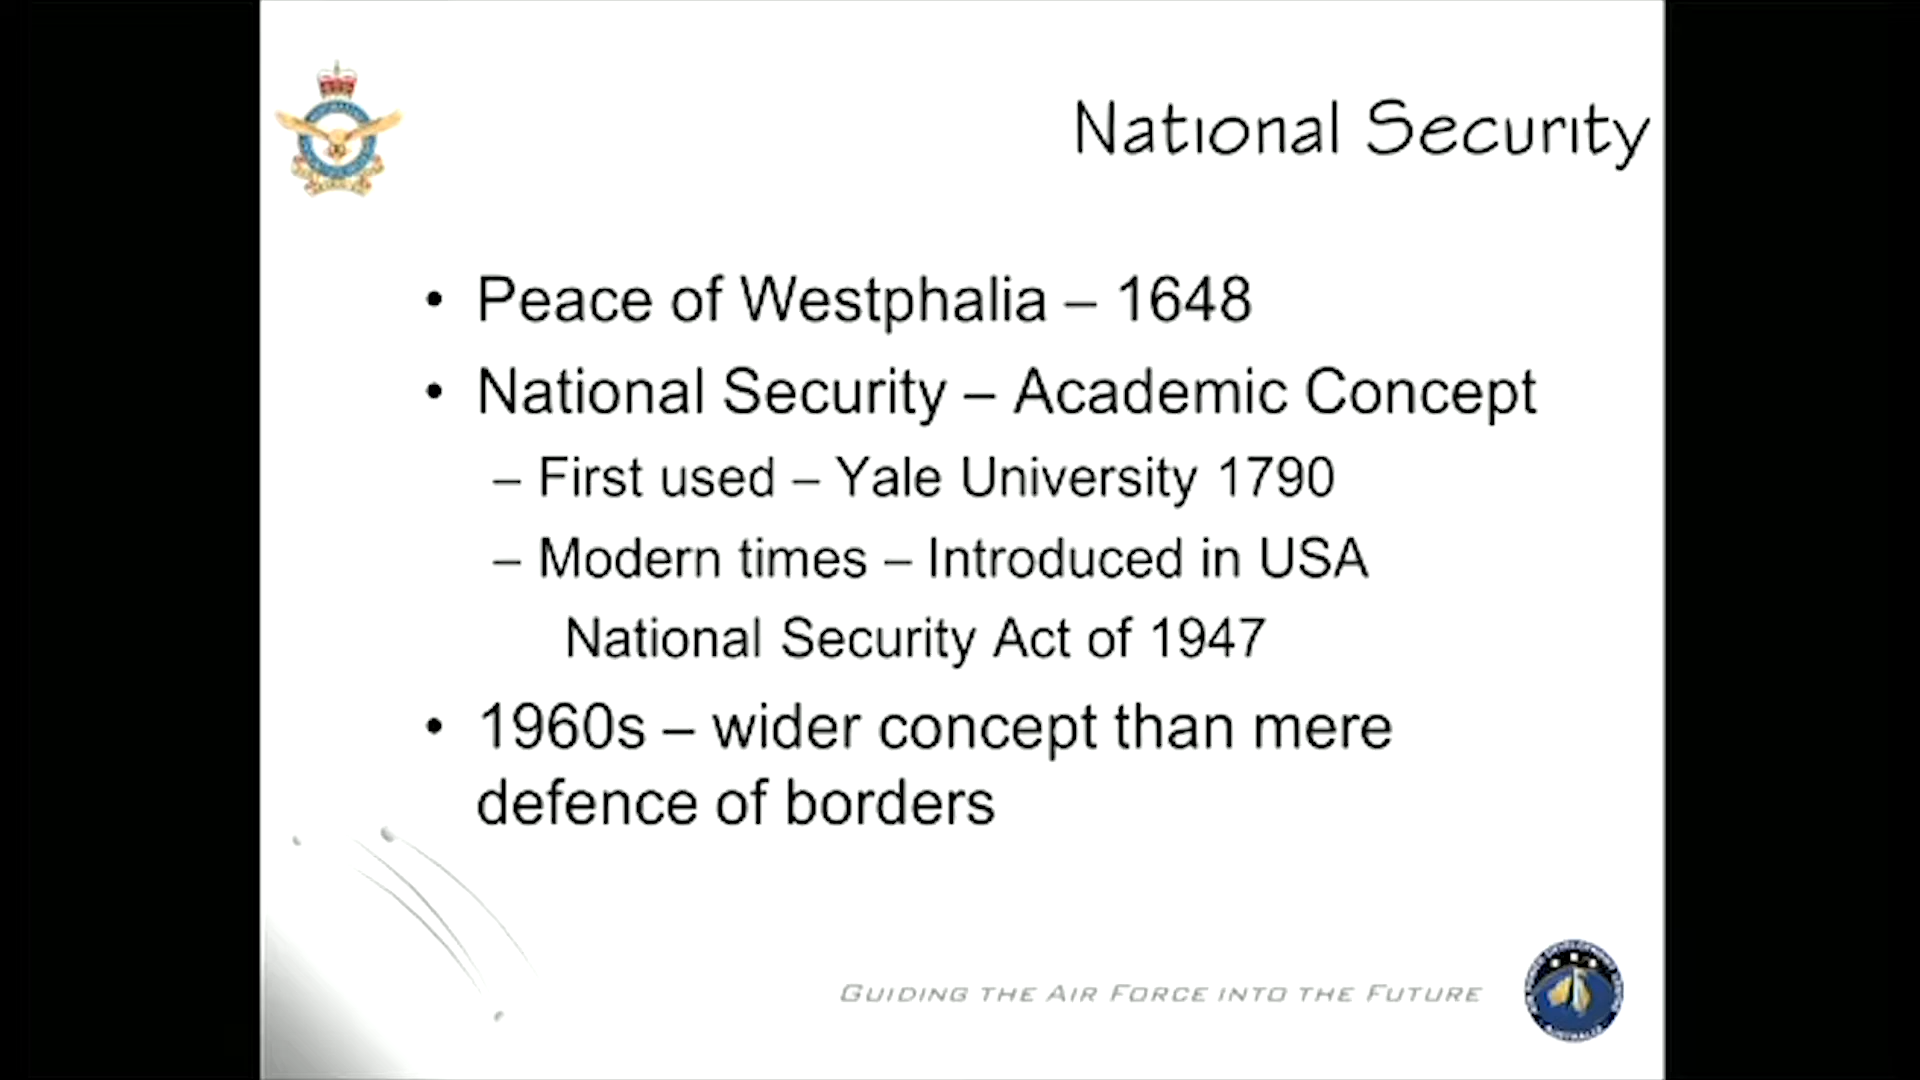 National Security
• Peace of Westphalia – 1648
• National Security – Academic Concept
– First used – Yale University 1790
– Modern times – Introduced in USA
National Security Act of 1947
• 1960s – wider concept than mere
defence of borders
GUIDING THE AIR FORCE INTO THE FUTURE
AUSTRALIA